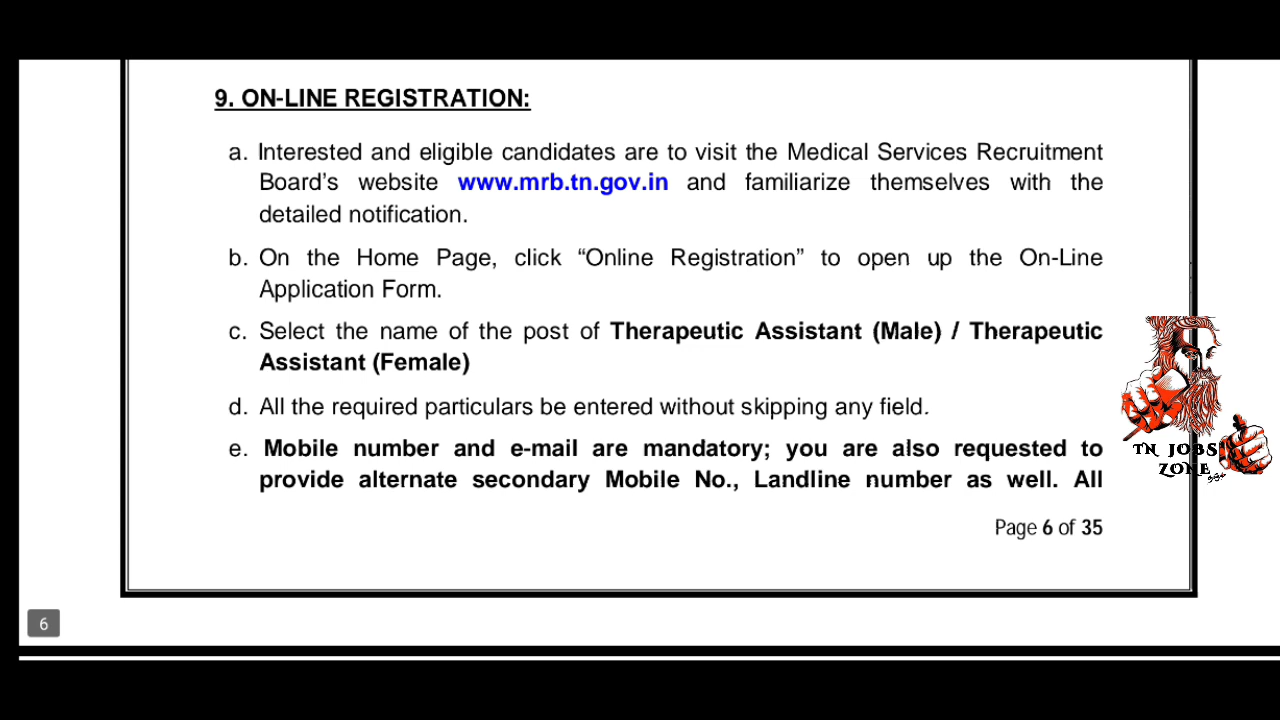 9. ON-LINE REGISTRATION:
a. Interested and eligible candidates are to visit the Medical Services Recruitment
Board's website www.mrb.tn.gov.in and familiarize themselves with the
detailed notification.
b. On the Home Page, click “Online Registration” to open up the On-Line
Application Form.
c. Select the name of the post of Therapeutic Assistant (Male) / Therapeutic
Assistant (Female)
d. All the required particulars be entered without skipping any field.
e. Mobile number and e-mail are mandatory; you are also requested to
provide alternate secondary Mobile No., Landline number as well. All
TN JOBS
ZONE
Page 6 of 35
6